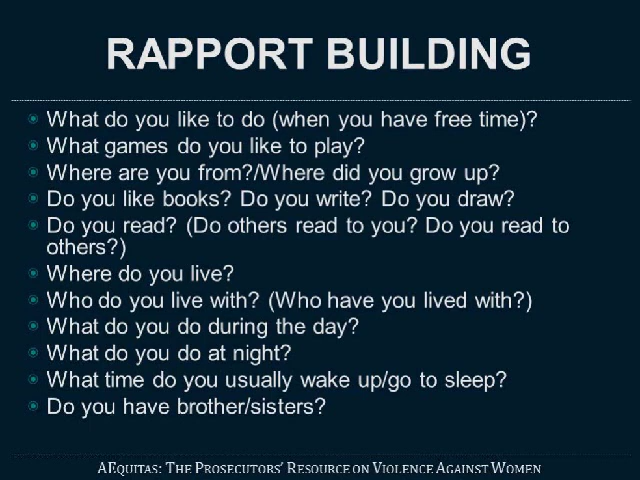 RAPPORT BUILDING
What do you like to do (when you have free time)?
What games do you like to play?
Where are you from?/Where did you grow up?
Do you like books? Do you write? Do you draw?
Do you read? (Do others read to you? Do you read to
others?)
Where do you live?
Who do you live with? (Who have you lived with?)
What do you do during the day?
What do you do at night?
What time do you usually wake up/go to sleep?
Do you have brother/sisters?
AEQUITAS: THE PROSECUTORS' RESOURCE ON VIOLENCE AGAINST WOMEN